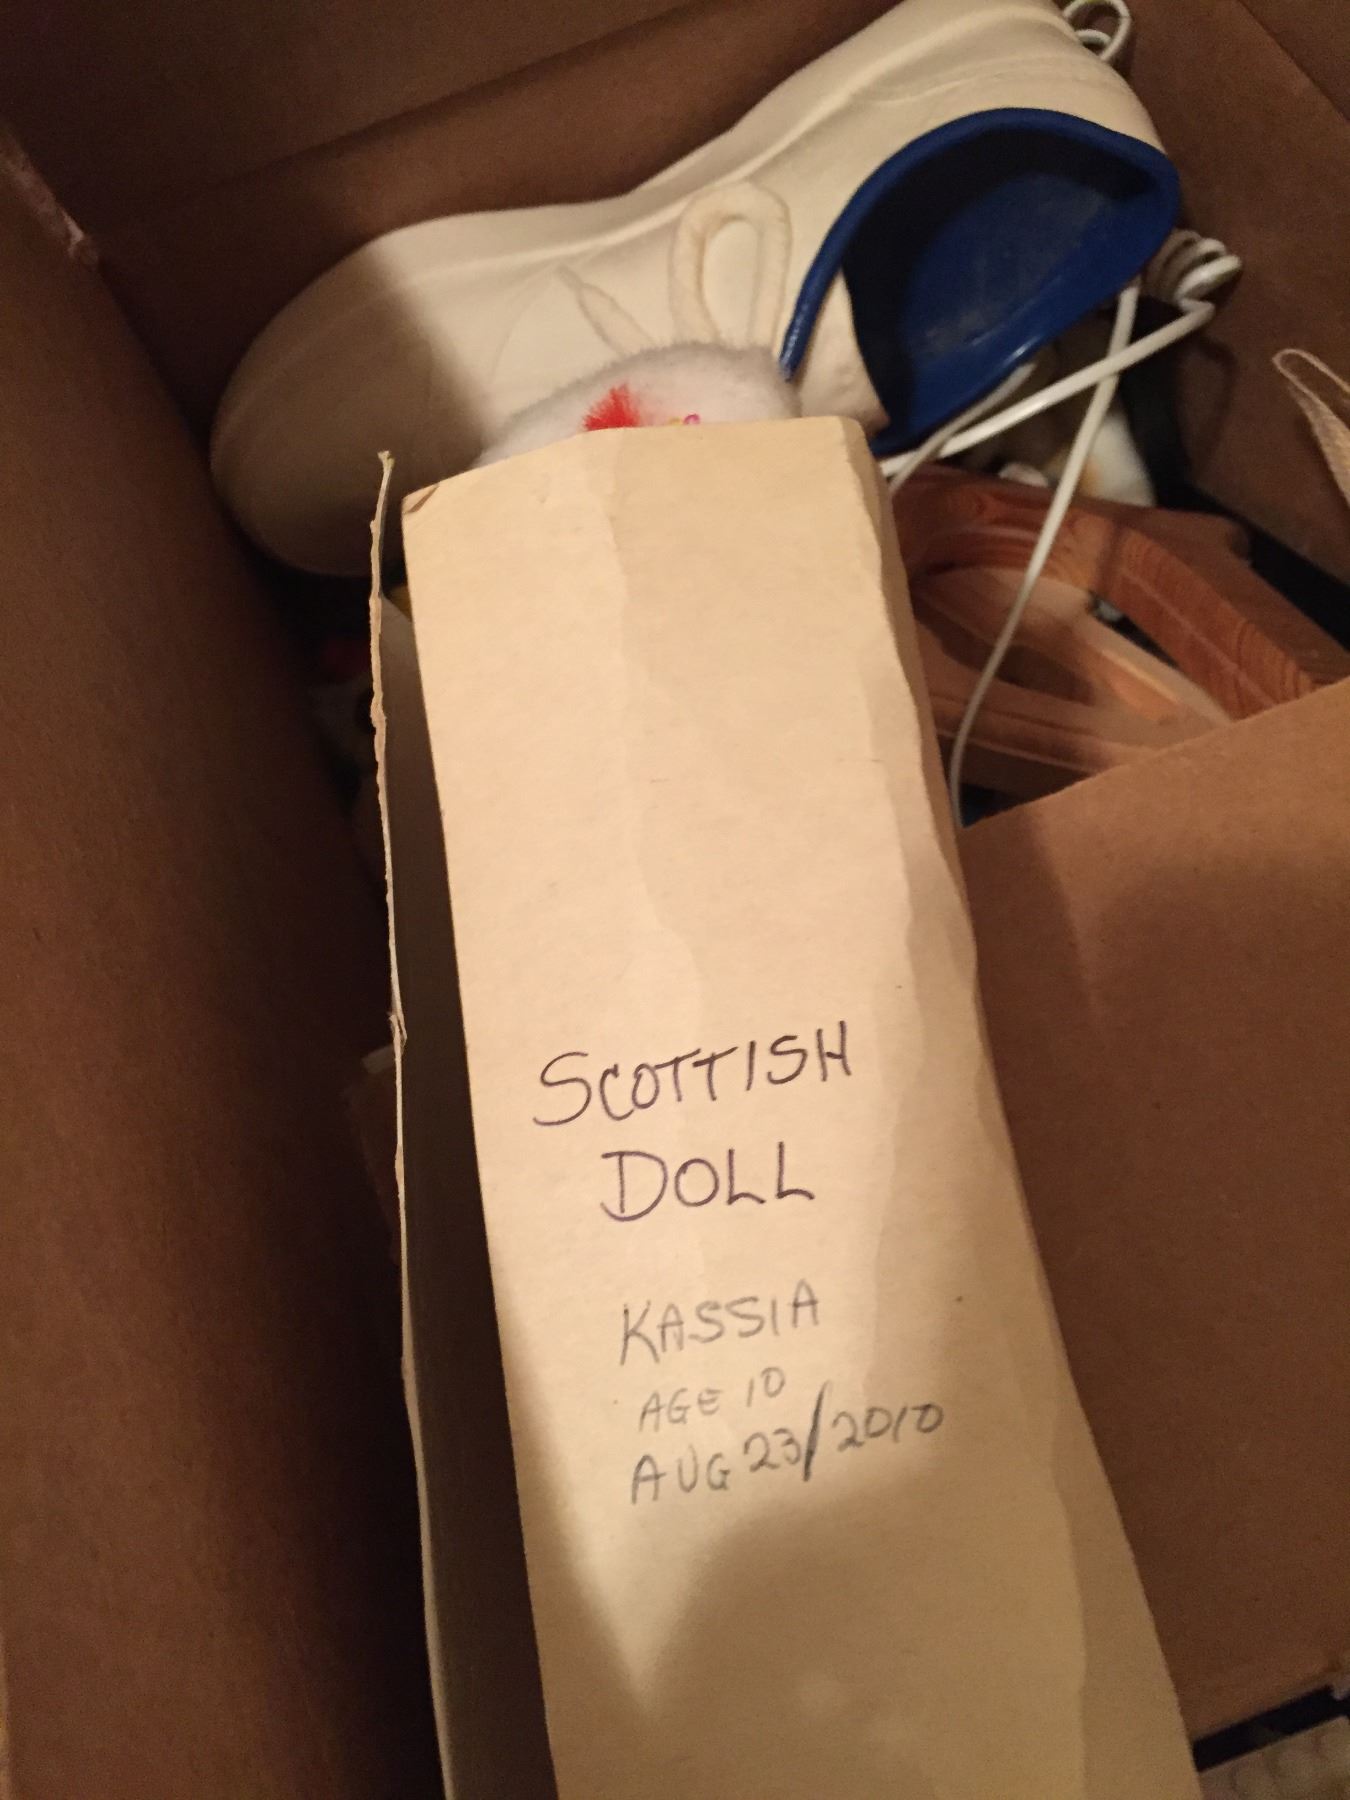 SCOTTISH
DOLL
KASSIA
AGE 10
AUG 23/2010